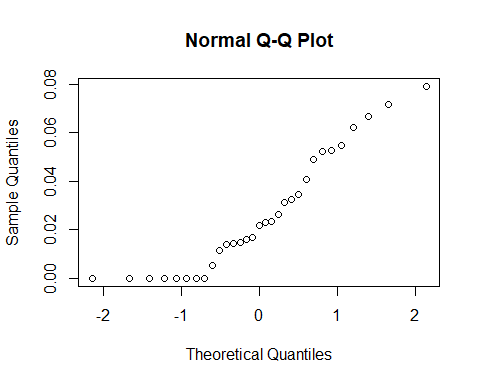 Normal Q-Q Plot
Sample Quantiles
0.08
0.06
0.04
0.02
0.00
-2 -1 0 1 2
Theoretical Quantiles